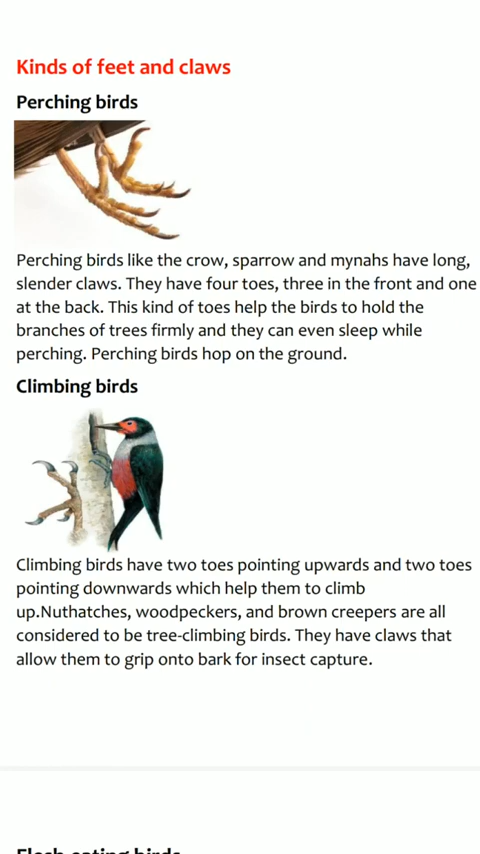 Kinds of feet and claws
Perching birds
Perching birds like the crow, sparrow and mynahs have long,
slender claws. They have four toes, three in the front and one
at the back. This kind of toes help the birds to hold the
branches of trees firmly and they can even sleep while
perching. Perching birds hop on the ground.
Climbing birds
Climbing birds have two toes pointing upwards and two toes
pointing downwards which help them to climb
up.Nuthatches, woodpeckers, and brown creepers are all
considered to be tree-climbing birds. They have claws that
allow them to grip onto bark for insect capture.
Flesh-eating birds